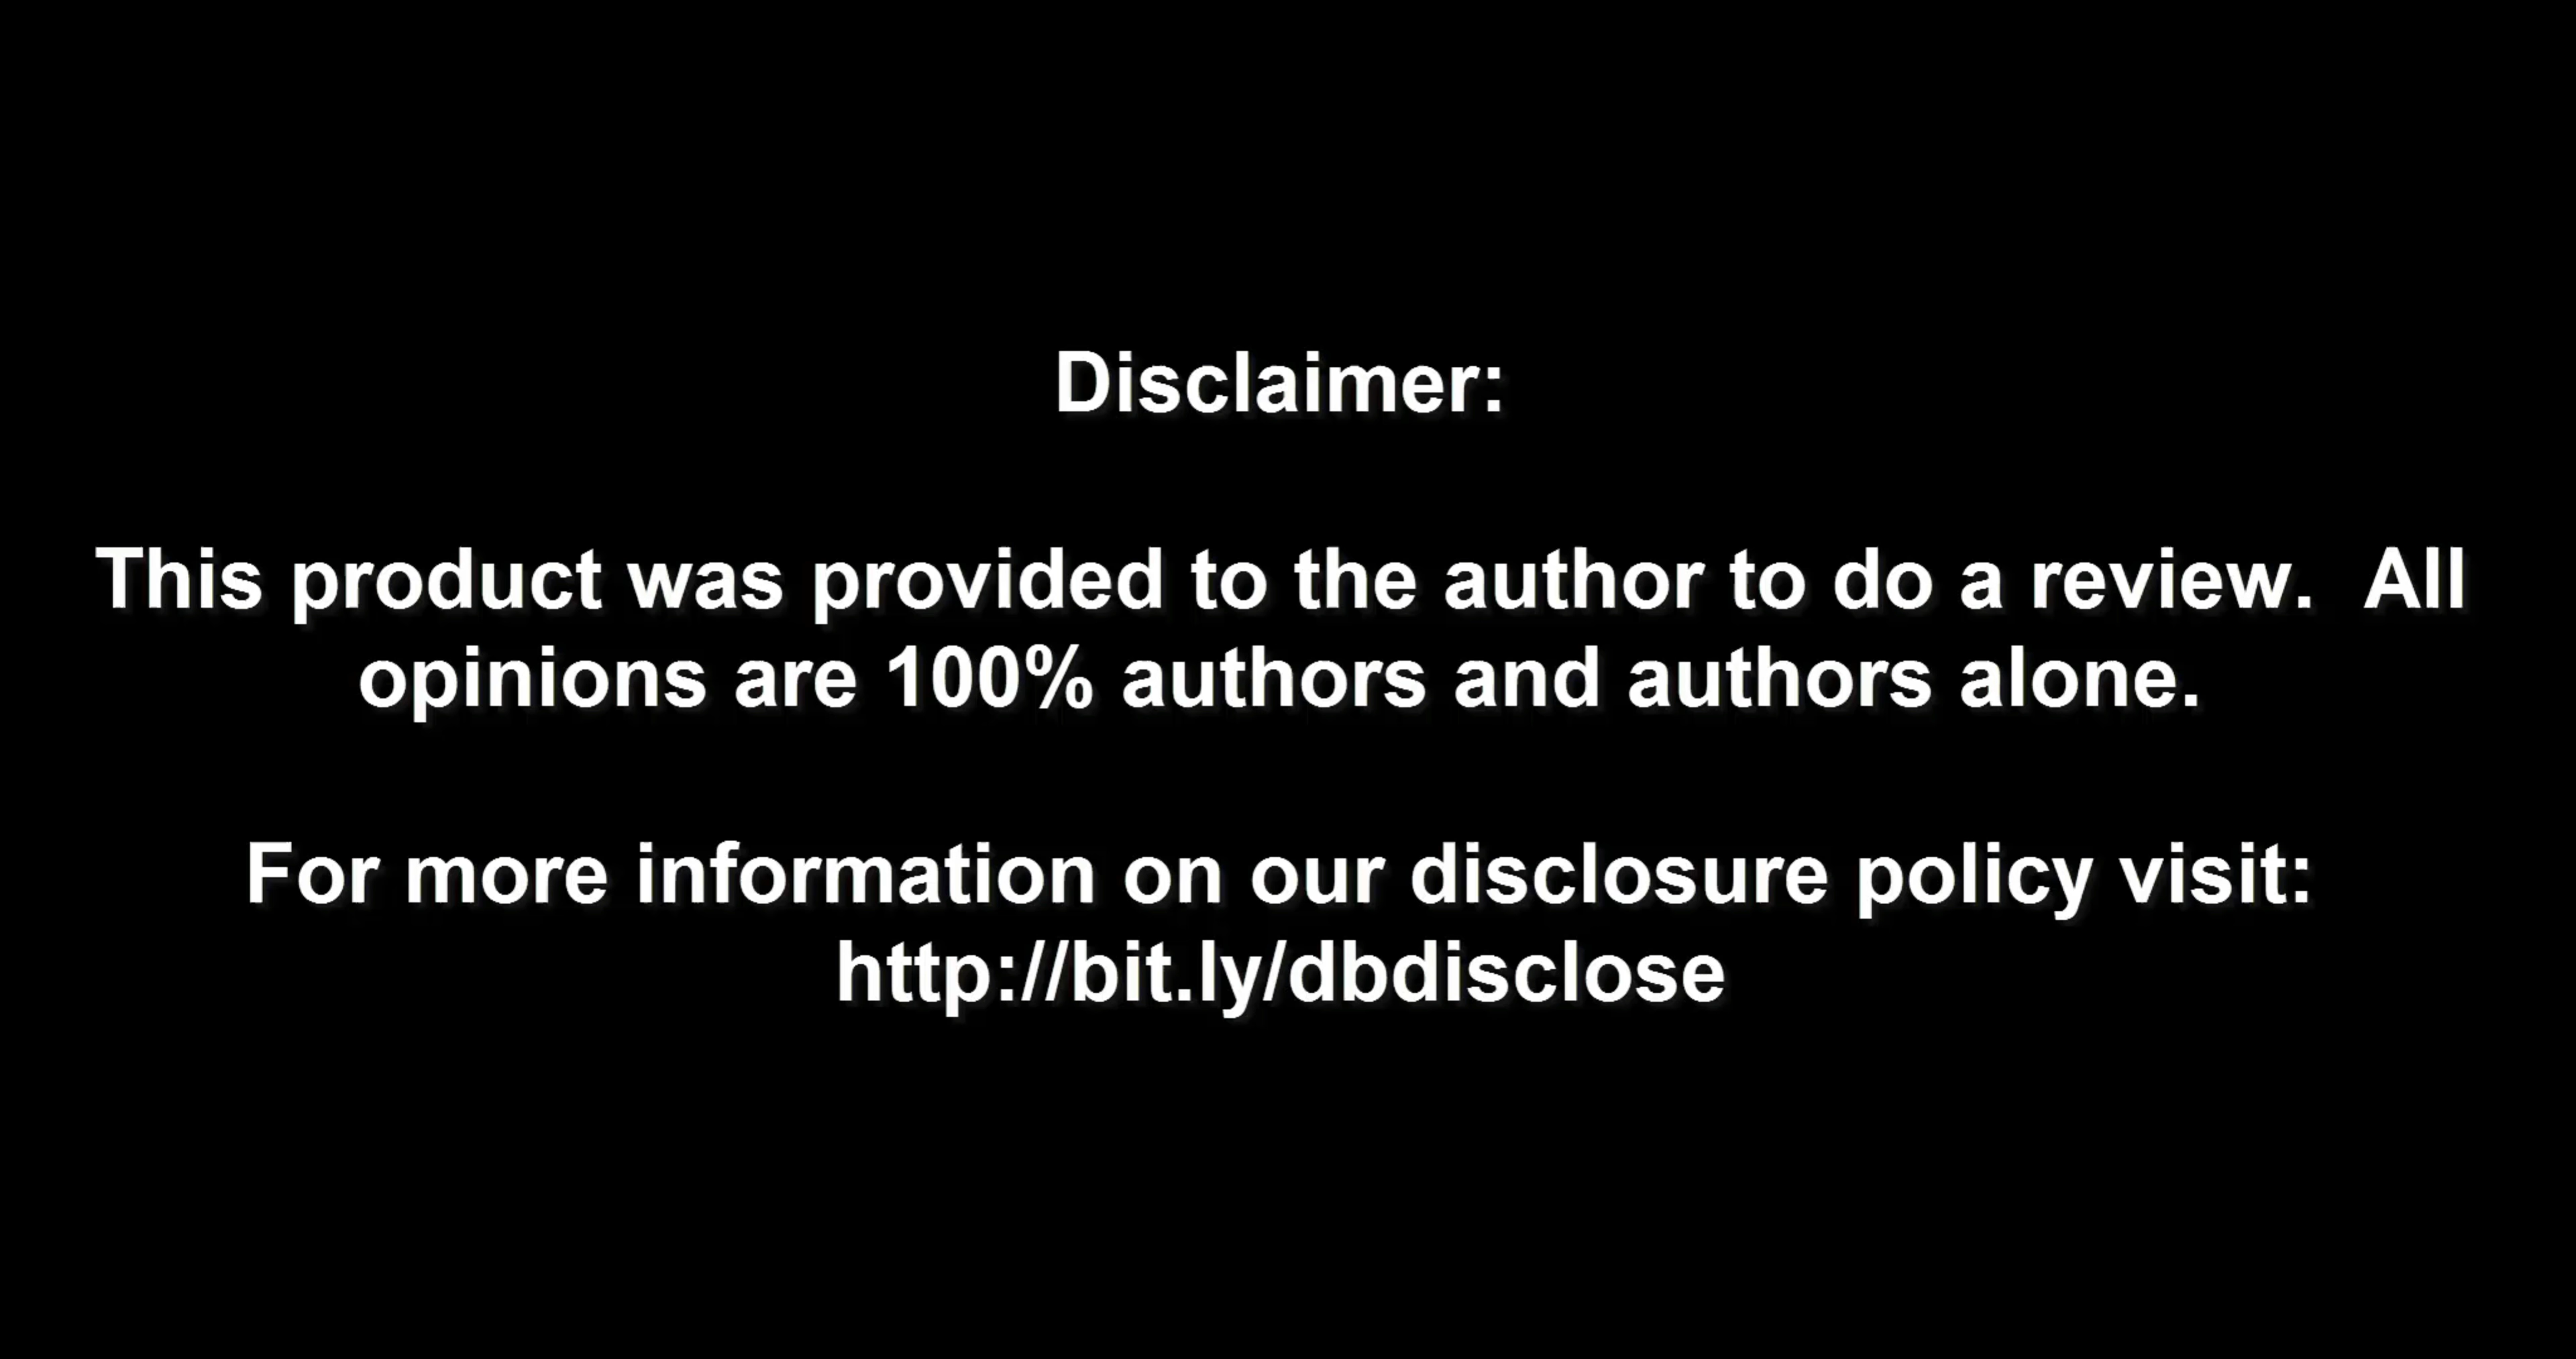 Disclaimer:
This product was provided to the author to do a review.  All
opinions are 100% authors and authors alone.
For more information on our disclosure policy visit:
http://bit.ly/dbdisclose